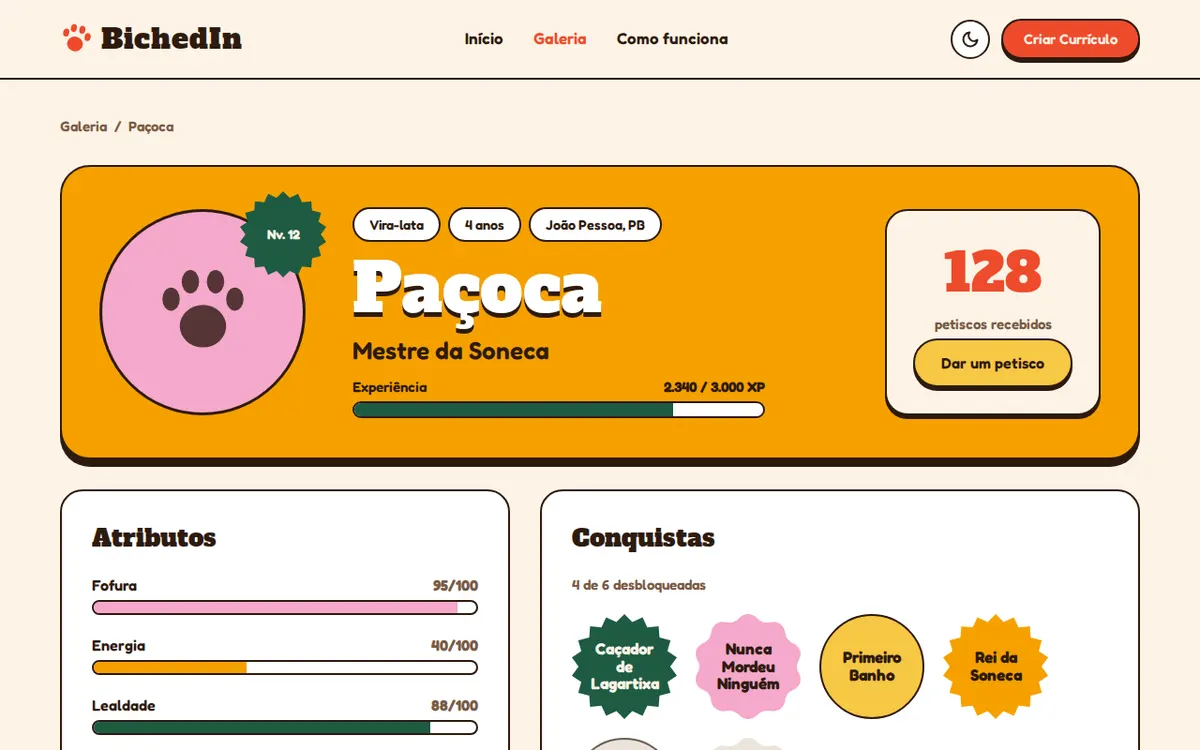 BichedIn
Início
Galeria
Como funciona
Criar Currículo
Galeria / Paçoca
Nv. 12
Vira-lata
4 anos
João Pessoa, PB
Paçoca
Mestre da Soneca
Experiência
2.340 / 3.000 XP
128
petiscos recebidos
Dar um petisco
Atributos
Fofura
95/100
Energia
40/100
Lealdade
88/100
Conquistas
4 de 6 desbloqueadas
Caçador
de
Lagartixa
Nunca
Mordeu
Ninguém
Primeiro
Banho
Rei da
Soneca